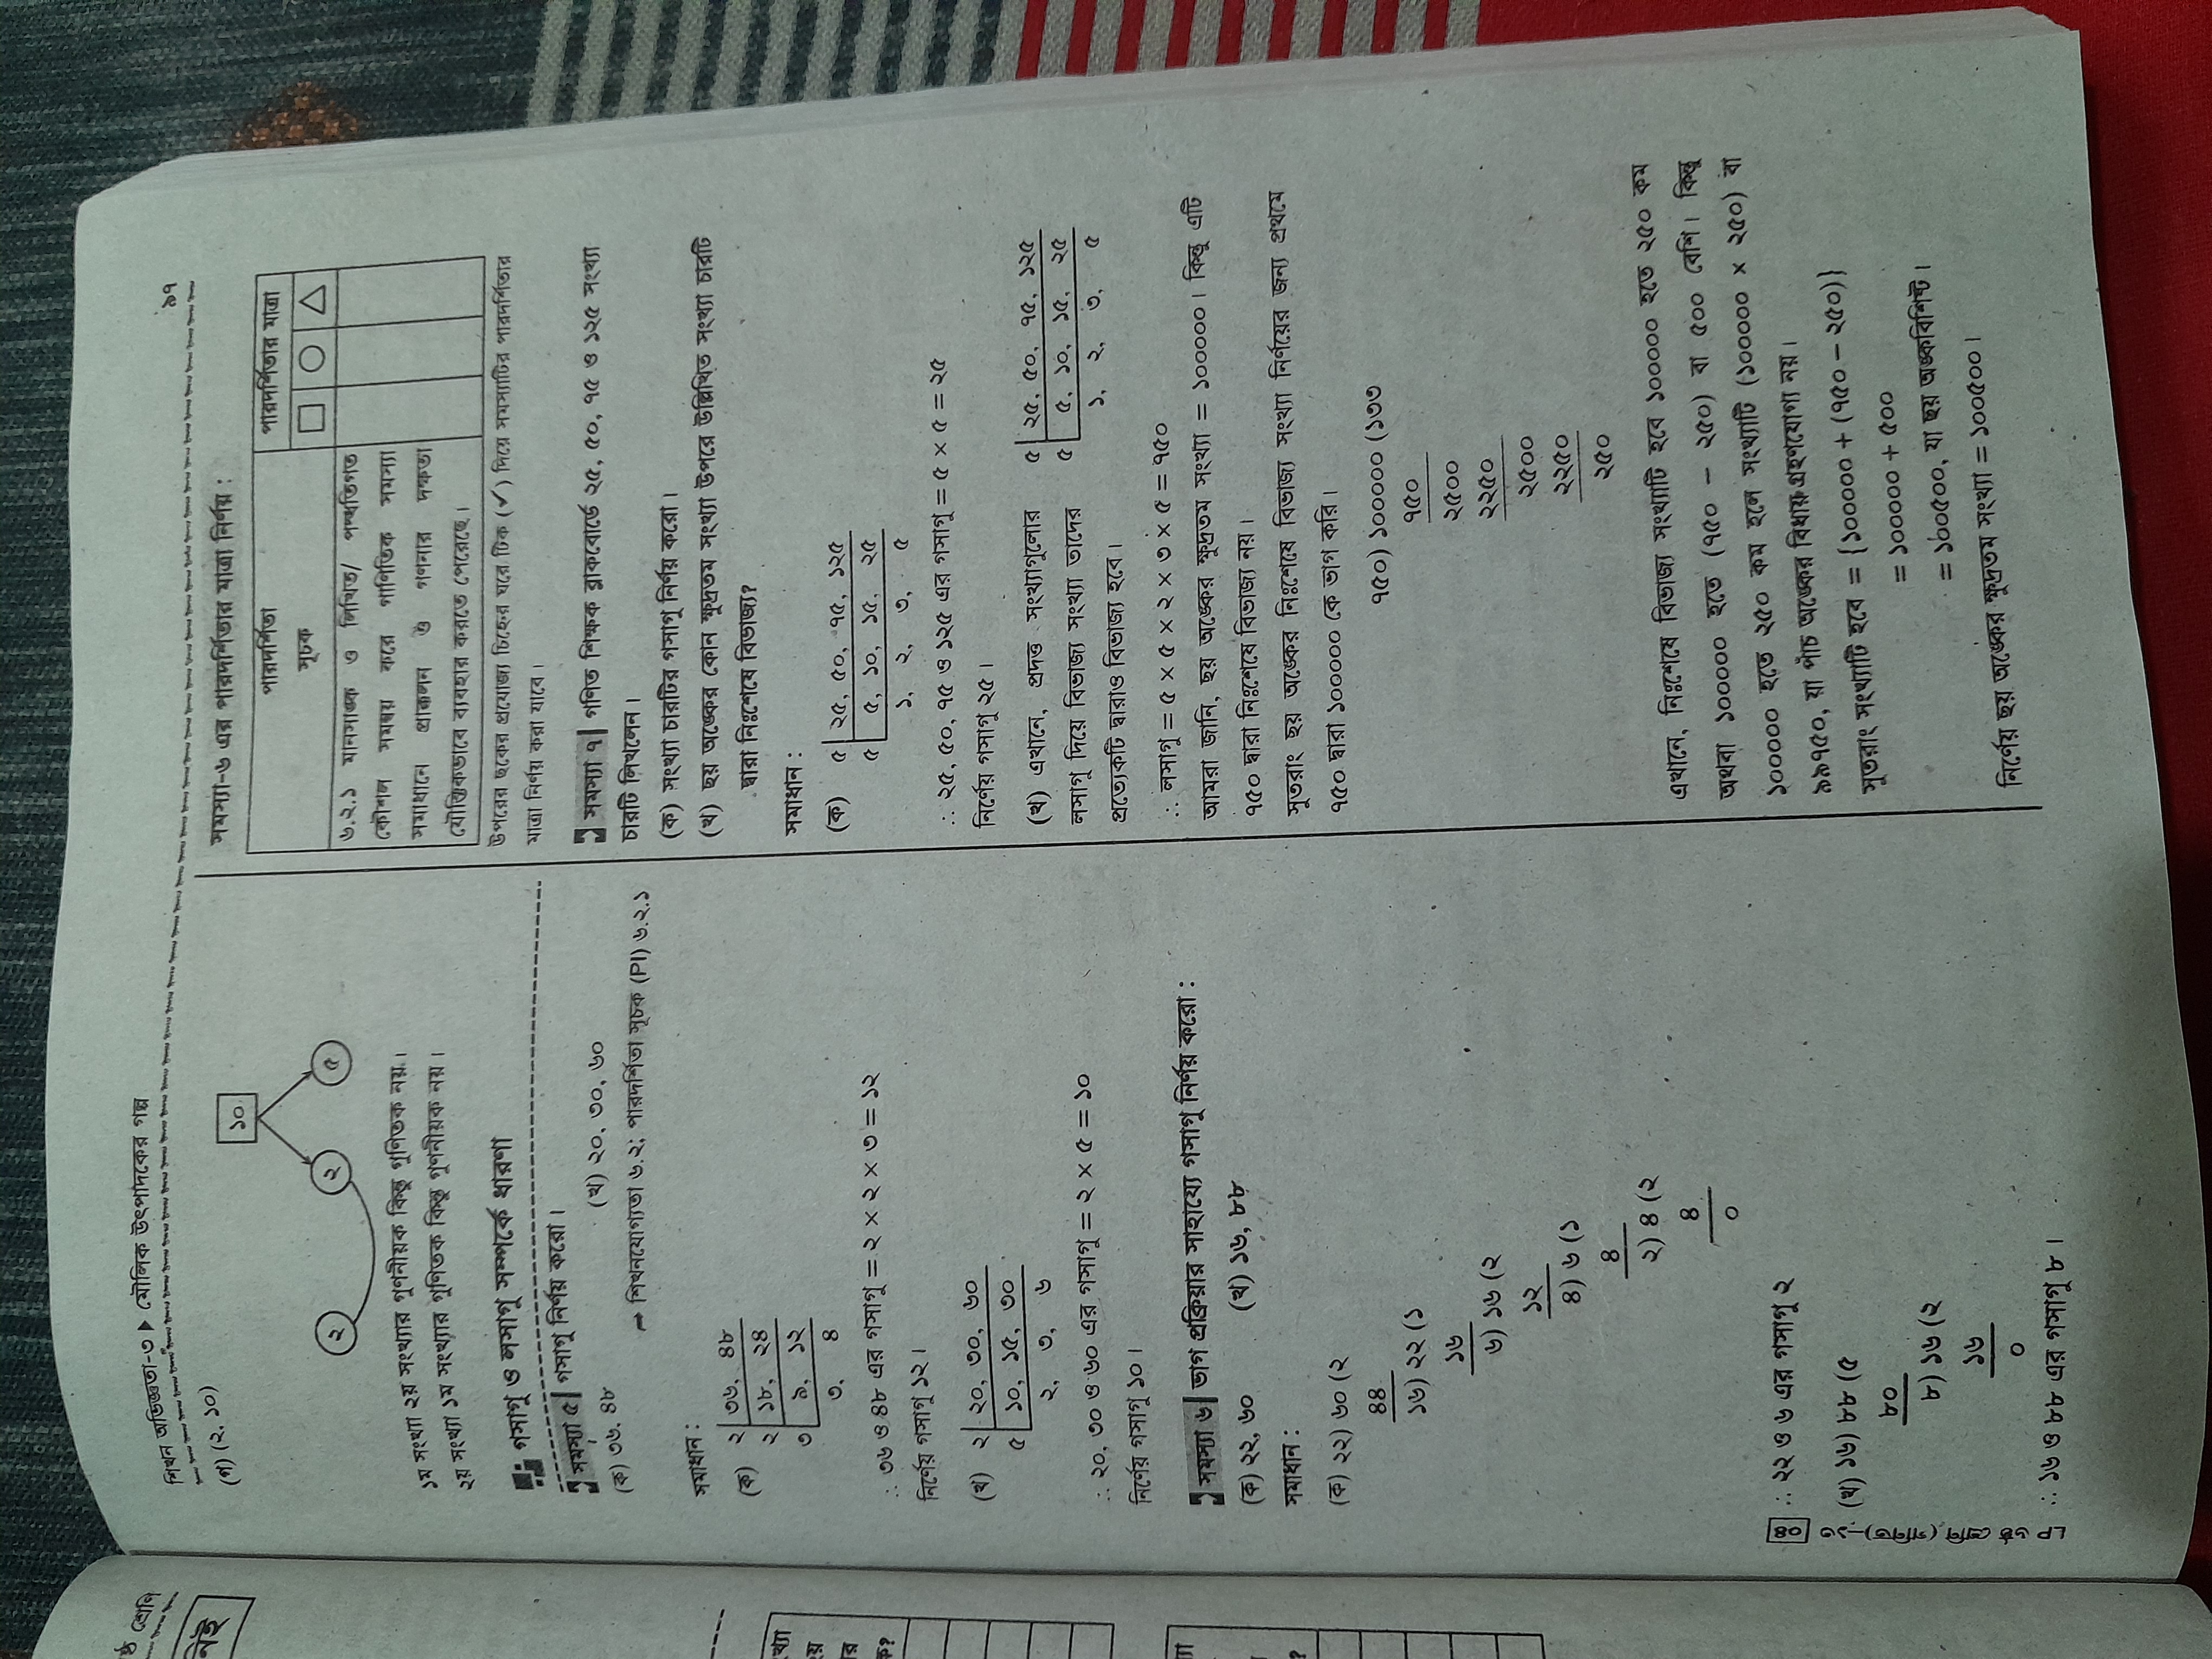 ষ্ঠ শ্রেণি
নেই
খ্যা
য়
র
ক?
্যা
?
শিখন অভিজ্ঞতা-৩ ▶ মৌলিক উৎপাদকের গল্প
৯৭
(গ) (২, ১০)
১০
২ ২ ৫
১ম সংখ্যা ২য় সংখ্যার গুণনীয়ক কিন্তু গুণিতক নয়।
২য় সংখ্যা ১ম সংখ্যার গুণিতক কিন্তু গুণনীয়ক নয়।
গসাগু ও লসাগু সম্পর্কে ধারণা
সমস্যা ৫| গসাগু নির্ণয় করো।
(ক) ৩৬, ৪৮ (খ) ২০, ৩০, ৬০
➦ শিখনযোগ্যতা ৬.২; পারদর্শিতা সূচক (PI) ৬.২.১
সমাধান :
(ক) ২ | ৩৬, ৪৮
২ | ১৮, ২৪
৩ | ৯, ১২
৩, ৪
∴ ৩৬ ও ৪৮ এর গসাগু = ২ × ২ × ৩ = ১২
নির্ণেয় গসাগু ১২।
(খ) ২ | ২০, ৩০, ৬০
৫ | ১০, ১৫, ৩০
২, ৩, ৬
∴ ২০, ৩০ ও ৬০ এর গসাগু = ২ × ৫ = ১০
নির্ণেয় গসাগু ১০।
সমস্যা ৬| ভাগ প্রক্রিয়ার সাহায্যে গসাগু নির্ণয় করো :
(ক) ২২, ৬০ (খ) ১৬, ৮৮
সমাধান :
(ক) ২২) ৬০ (২
৪৪
১৬) ২২ (১
১৬
৬) ১৬ (২
১২
৪) ৬ (১
৪
২) ৪ (২
৪
০
∴ ২২ ও ৬ এর গসাগু ২
(খ) ১৬) ৮৮ (৫
৮০
৮) ১৬ (২
১৬
০
∴ ১৬ ও ৮৮ এর গসাগু ৮।
LP ৬ষ্ঠ শ্রেণি (গণিত)—১৩ ৪০
সমস্যা-৬ এর পারদর্শিতার মাত্রা নির্ণয় :
পারদর্শিতা পারদর্শিতার মাত্রা
সূচক □ ○ △
৬.২.১ মানসাঙ্ক ও লিখিত/ পদ্ধতিগত
কৌশল সমন্বয় করে গাণিতিক সমস্যা
সমাধানে প্রাক্কলন ও গণনার দক্ষতা
যৌক্তিকভাবে ব্যবহার করতে পেরেছে।
উপরের ছকের প্রযোজ্য চিহ্নের ঘরে টিক (✓) দিয়ে সমস্যাটির পারদর্শিতার
মাত্রা নির্ণয় করা যাবে।
সমস্যা ৭| গণিত শিক্ষক ব্লাকবোর্ডে ২৫, ৫০, ৭৫ ও ১২৫ সংখ্যা
চারটি লিখলেন।
(ক) সংখ্যা চারটির গসাগু নির্ণয় করো।
(খ) ছয় অঙ্কের কোন ক্ষুদ্রতম সংখ্যা উপরে উল্লিখিত সংখ্যা চারটি
দ্বারা নিঃশেষে বিভাজ্য?
সমাধান :
(ক) ৫ | ২৫, ৫০, ৭৫, ১২৫
৫ | ৫, ১০, ১৫, ২৫
১, ২, ৩, ৫
∴ ২৫, ৫০, ৭৫ ও ১২৫ এর গসাগু = ৫ × ৫ = ২৫
নির্ণেয় গসাগু ২৫।
(খ) এখানে, প্রদত্ত সংখ্যাগুলোর
লসাগু দিয়ে বিভাজ্য সংখ্যা তাদের
প্রত্যেকটি দ্বারাও বিভাজ্য হবে।
৫ | ২৫, ৫০, ৭৫, ১২৫
৫ | ৫, ১০, ১৫, ২৫
১, ২, ৩, ৫
∴ লসাগু = ৫ × ৫ × ২ × ৩ × ৫ = ৭৫০
আমরা জানি, ছয় অঙ্কের ক্ষুদ্রতম সংখ্যা = ১০০০০০। কিন্তু এটি
৭৫০ দ্বারা নিঃশেষে বিভাজ্য নয়।
সুতরাং ছয় অঙ্কের নিঃশেষে বিভাজ্য সংখ্যা নির্ণয়ের জন্য প্রথমে
৭৫০ দ্বারা ১০০০০০ কে ভাগ করি।
৭৫০) ১০০০০০ (১৩৩
৭৫০
২৫০০
২২৫০
২৫০০
২২৫০
২৫০
এখানে, নিঃশেষে বিভাজ্য সংখ্যাটি হবে ১০০০০০ হতে ২৫০ কম
অথবা ১০০০০০ হতে (৭৫০ − ২৫০) বা ৫০০ বেশি। কিন্তু
১০০০০০ হতে ২৫০ কম হলে সংখ্যাটি (১০০০০০ × ২৫০) বা
৯৯৭৫০, যা পাঁচ অঙ্কের বিধায় গ্রহণযোগ্য নয়।
সুতরাং সংখ্যাটি হবে = {১০০০০০ + (৭৫০ − ২৫০)}
= ১০০০০০ + ৫০০
= ১০০৫০০, যা ছয় অঙ্কবিশিষ্ট।
নির্ণেয় ছয় অঙ্কের ক্ষুদ্রতম সংখ্যা = ১০০৫০০।